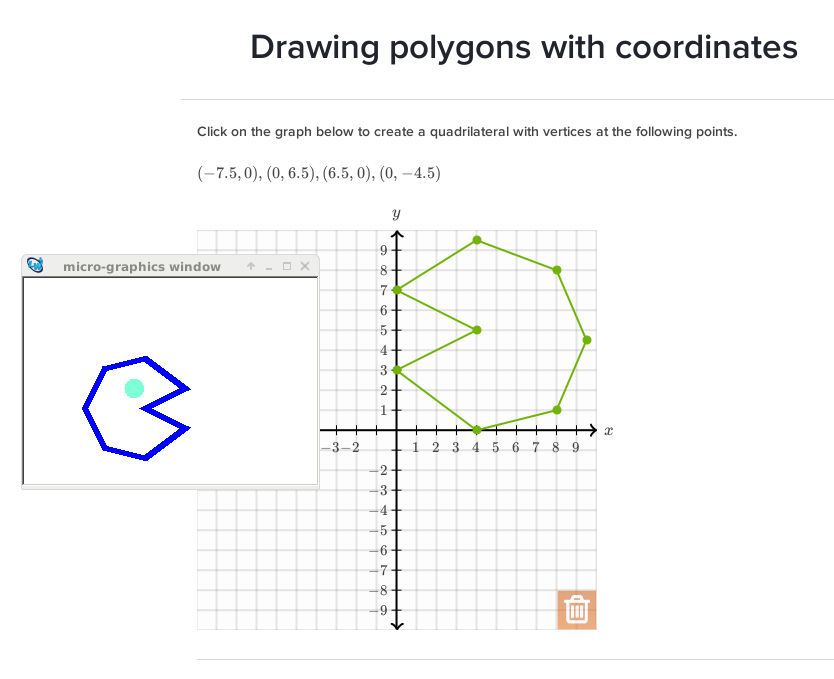 Drawing polygons with coordinates
Click on the graph below to create a quadrilateral with vertices at the following points.
(−7.5, 0), (0, 6.5), (6.5, 0), (0, −4.5)
y
micro-graphics window
9
8
7
6
5
4
3
2
1
x
−3 −2 1 2 3 4 5 6 7 8 9
−2
−3
−4
−5
−6
−7
−8
−9